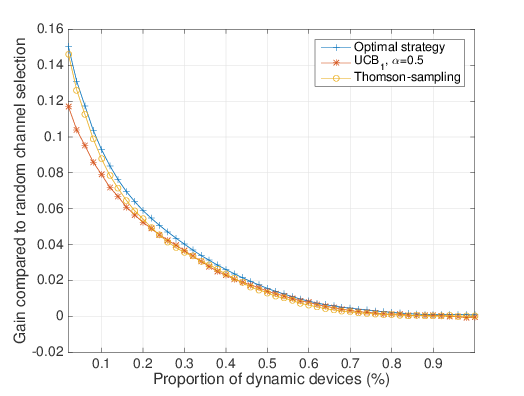 0.16
0.14
0.12
0.1
0.08
0.06
0.04
0.02
0
-0.02
Gain compared to random channel selection
Optimal strategy
UCB1, α=0.5
Thomson-sampling
0.1 0.2 0.3 0.4 0.5 0.6 0.7 0.8 0.9
Proportion of dynamic devices (%)